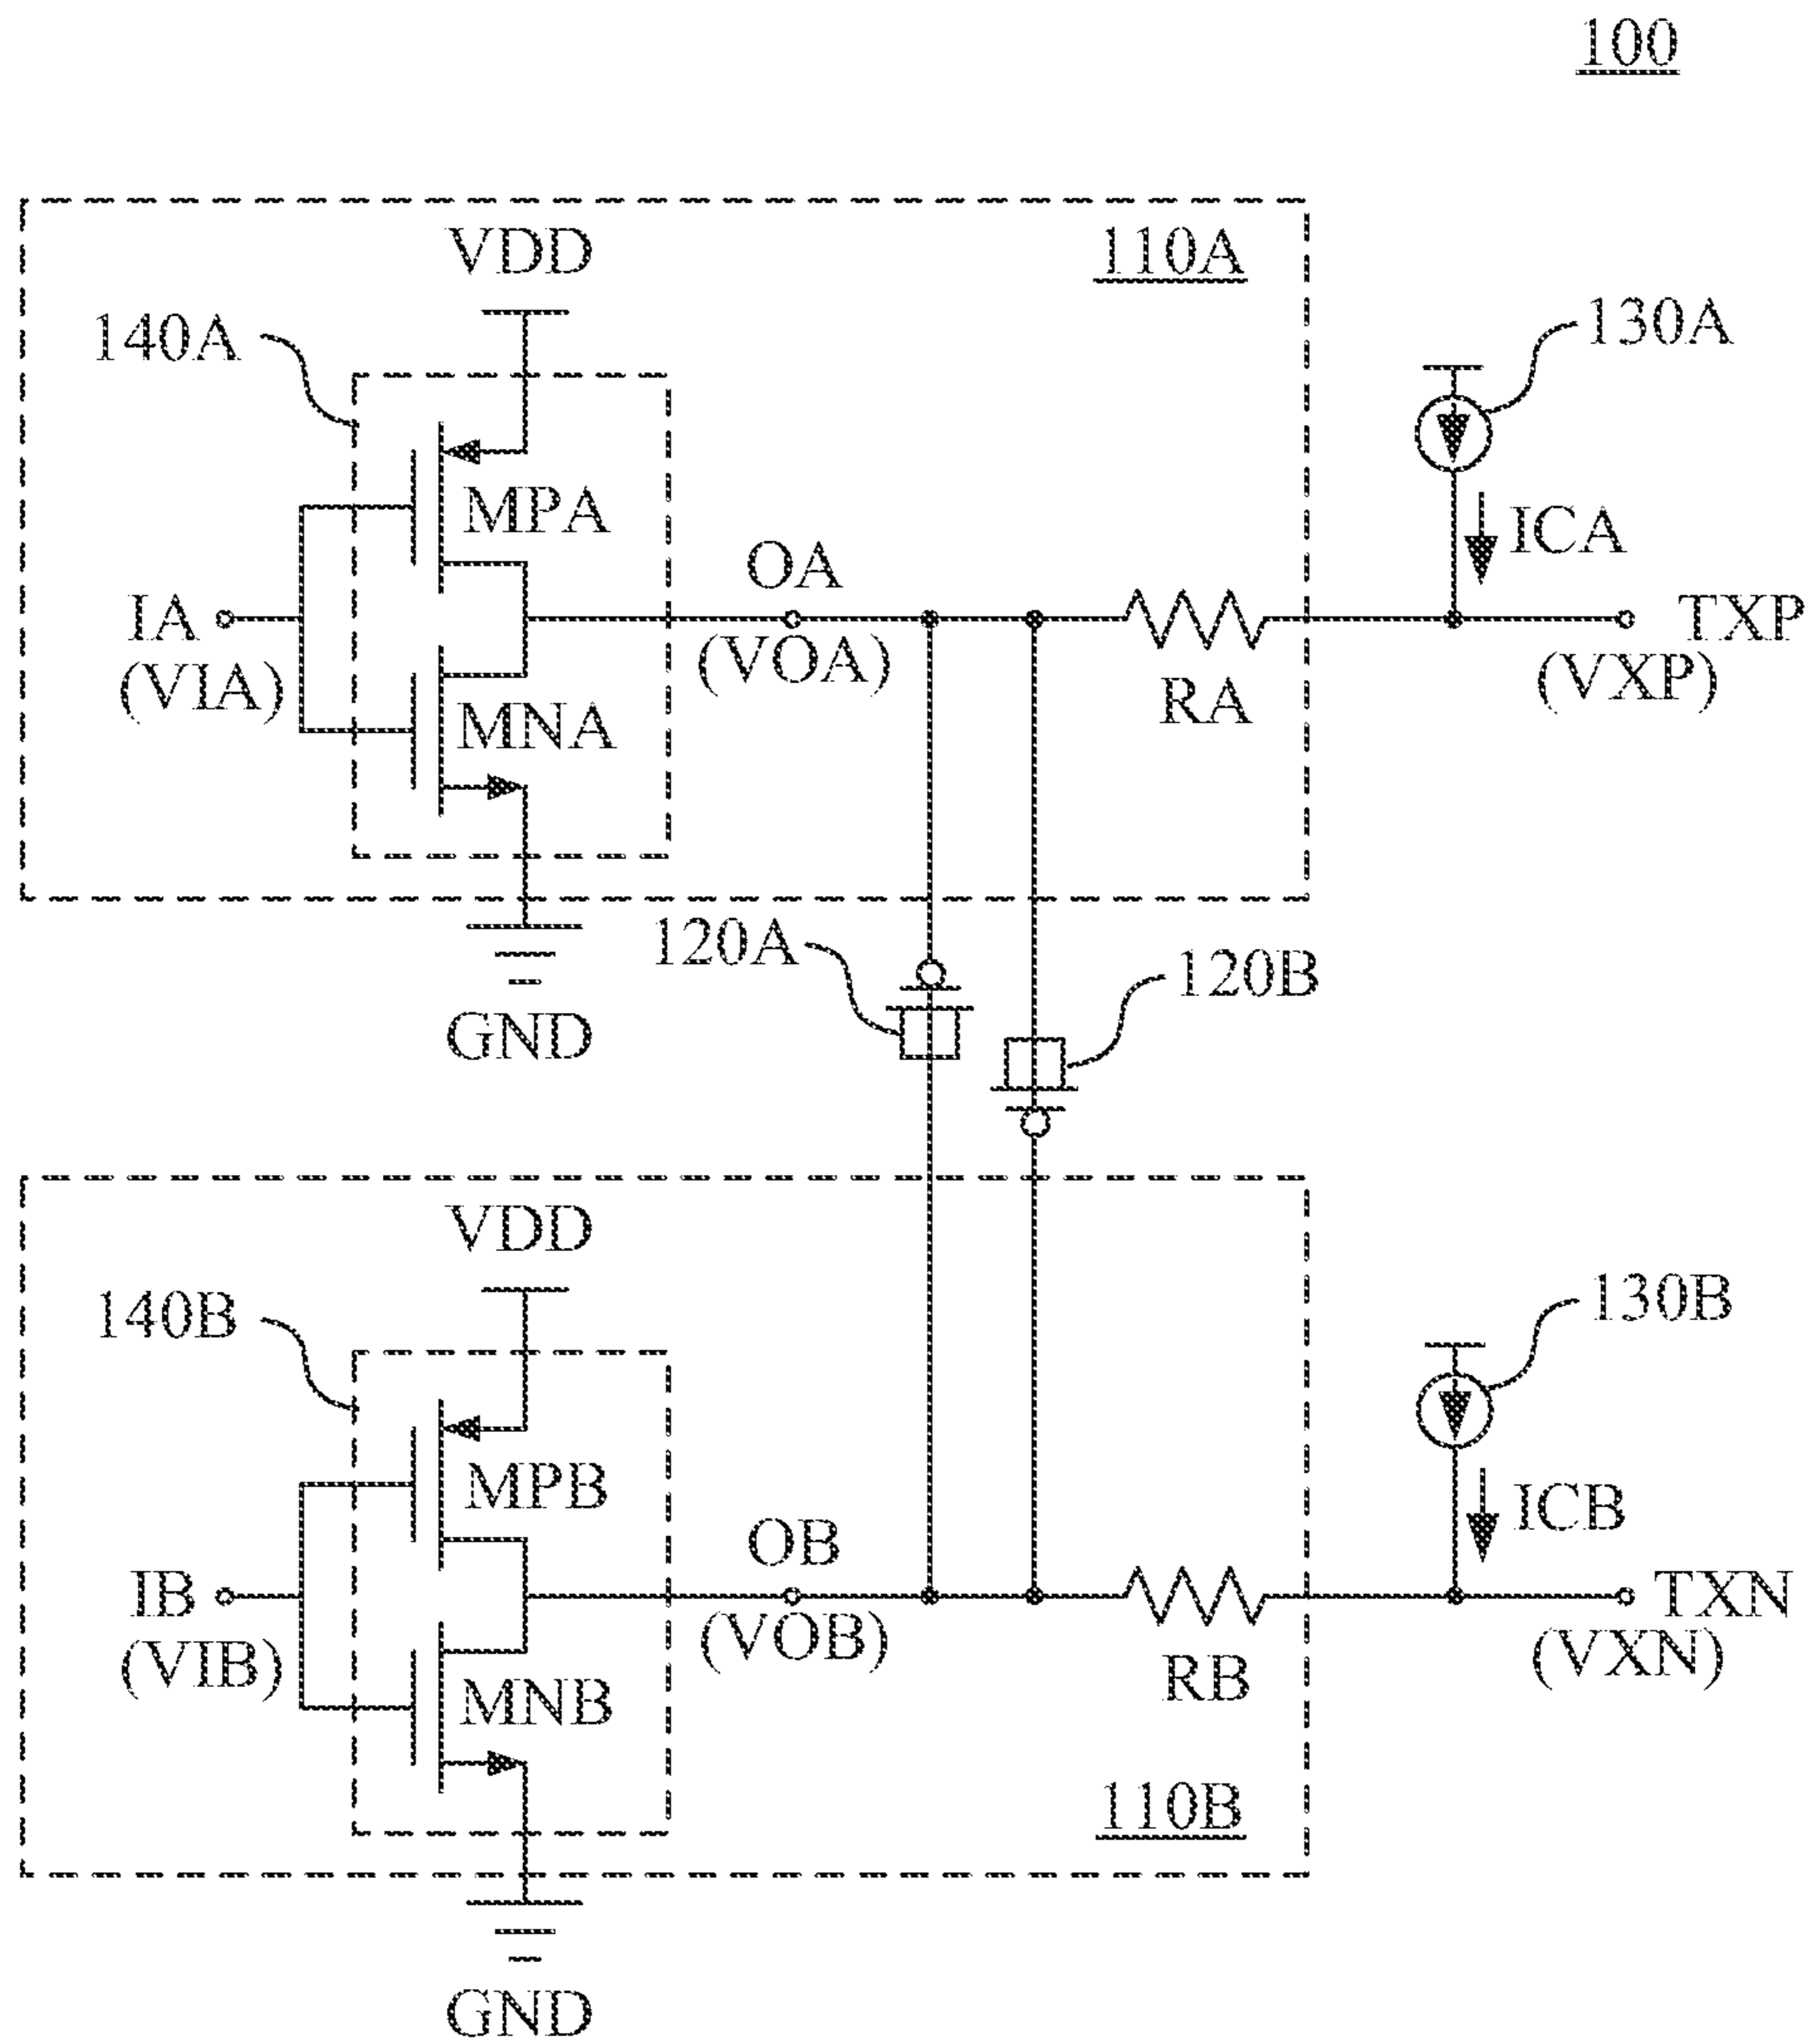 100
110A
VDD
140A
130A
MPA
ICA
OA
IA
TXP
(VIA)
(VOA)
(VXP)
RA
MNA
120A
120B
GND
VDD
140B
130B
MPB
ICB
OB
IB
TXN
(VIB)
(VOB)
(VXN)
RB
MNB
110B
GND